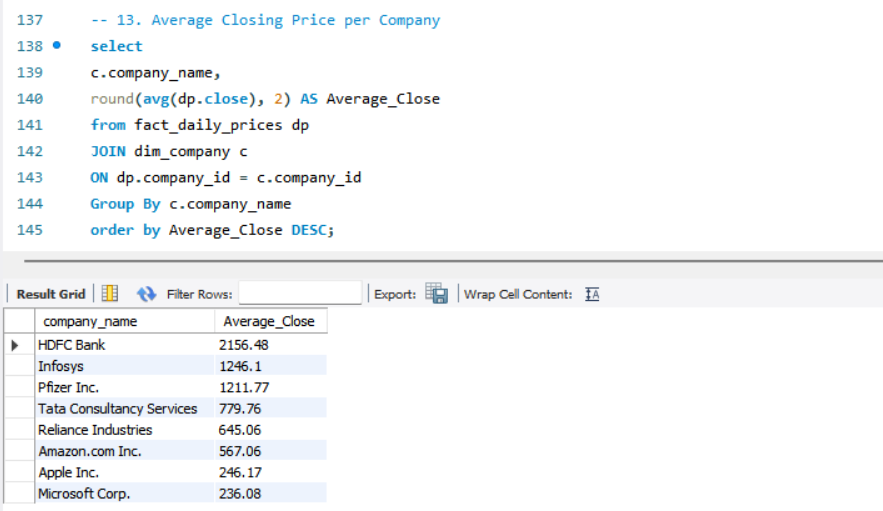 137 -- 13. Average Closing Price per Company
138 select
139 c.company_name,
140 round(avg(dp.close), 2) AS Average_Close
141 from fact_daily_prices dp
142 JOIN dim_company c
143 ON dp.company_id = c.company_id
144 Group By c.company_name
145 order by Average_Close DESC;
Result Grid Filter Rows: Export: Wrap Cell Content: IA
company_name Average_Close
HDFC Bank 2156.48
Infosys 1246.1
Pfizer Inc. 1211.77
Tata Consultancy Services 779.76
Reliance Industries 645.06
Amazon.com Inc. 567.06
Apple Inc. 246.17
Microsoft Corp. 236.08